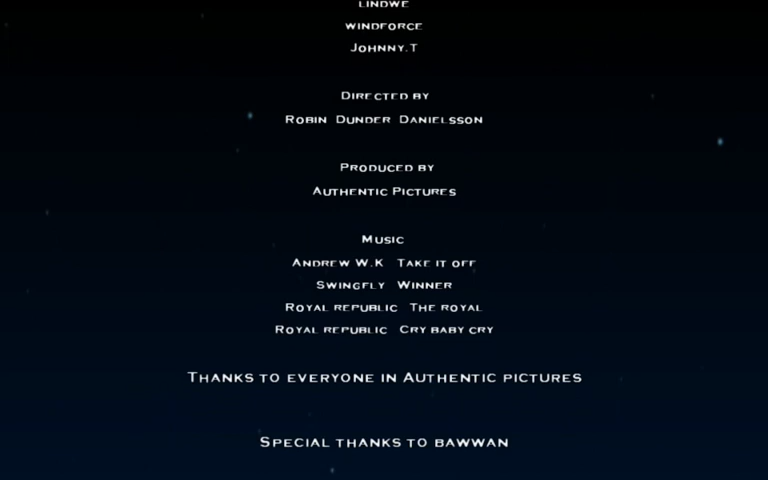 LINDWE
WINDFORCE
JOHNNY.T
DIRECTED BY
ROBIN DUNDER DANIELSSON
PRODUCED BY
AUTHENTIC PICTURES
MUSIC
ANDREW W.K TAKE IT OFF
SWINGFLY WINNER
ROYAL REPUBLIC THE ROYAL
ROYAL REPUBLIC CRY BABY CRY
THANKS TO EVERYONE IN AUTHENTIC PICTURES
SPECIAL THANKS TO BAWWAN